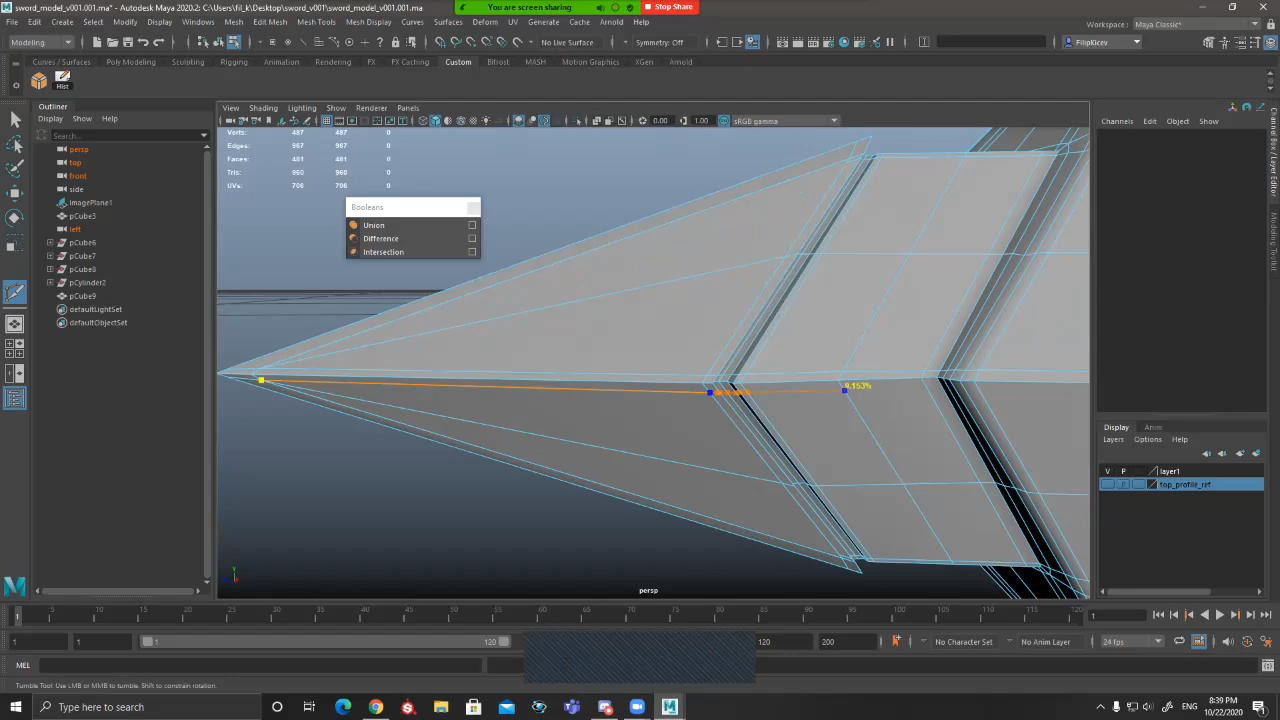 sword_model_v001.001.ma* - Autodesk Maya 2020.2: C:\Users\fil_k\Desktop\sword_v001\sword_model_v001.001.ma
You are screen sharing
Stop Share
File Edit Create Select Modify Display Windows Mesh Edit Mesh Mesh Tools Mesh Display Curves Surfaces Deform UV Generate Cache Arnold Help
Workspace : Maya Classic*
Modeling
No Live Surface
Symmetry: Off
FilipKicev
Curves / Surfaces Poly Modeling Sculpting Rigging Animation Rendering FX FX Caching Custom Bifrost MASH Motion Graphics XGen Arnold
Hist
Outliner
Display Show Help
Search...
persp
top
front
side
imagePlane1
pCube3
left
pCube6
pCube7
pCube8
pCylinder2
pCube9
defaultLightSet
defaultObjectSet
View Shading Lighting Show Renderer Panels
0.00 1.00 sRGB gamma
Verts: 487 487 0
Edges: 967 967 0
Faces: 481 481 0
Tris: 960 960 0
UVs: 706 706 0
Booleans
Union
Difference
Intersection
9.153%
persp
Channels Edit Object Show
Channel Box / Layer Editor
Modeling Toolkit
Display Anim
Layers Options Help
V P layer1
top_profile_ref
5 10 15 20 25 30 35 40 45 50 55 60 65 70 75 80 85 90 95 100 105 110 115 120
1
1
1 1 1 120 120 200 No Character Set No Anim Layer 24 fps
MEL
Tumble Tool: Use LMB or MMB to tumble. Shift to constrain rotation.
Type here to search
8:39 PM
10/22/2020